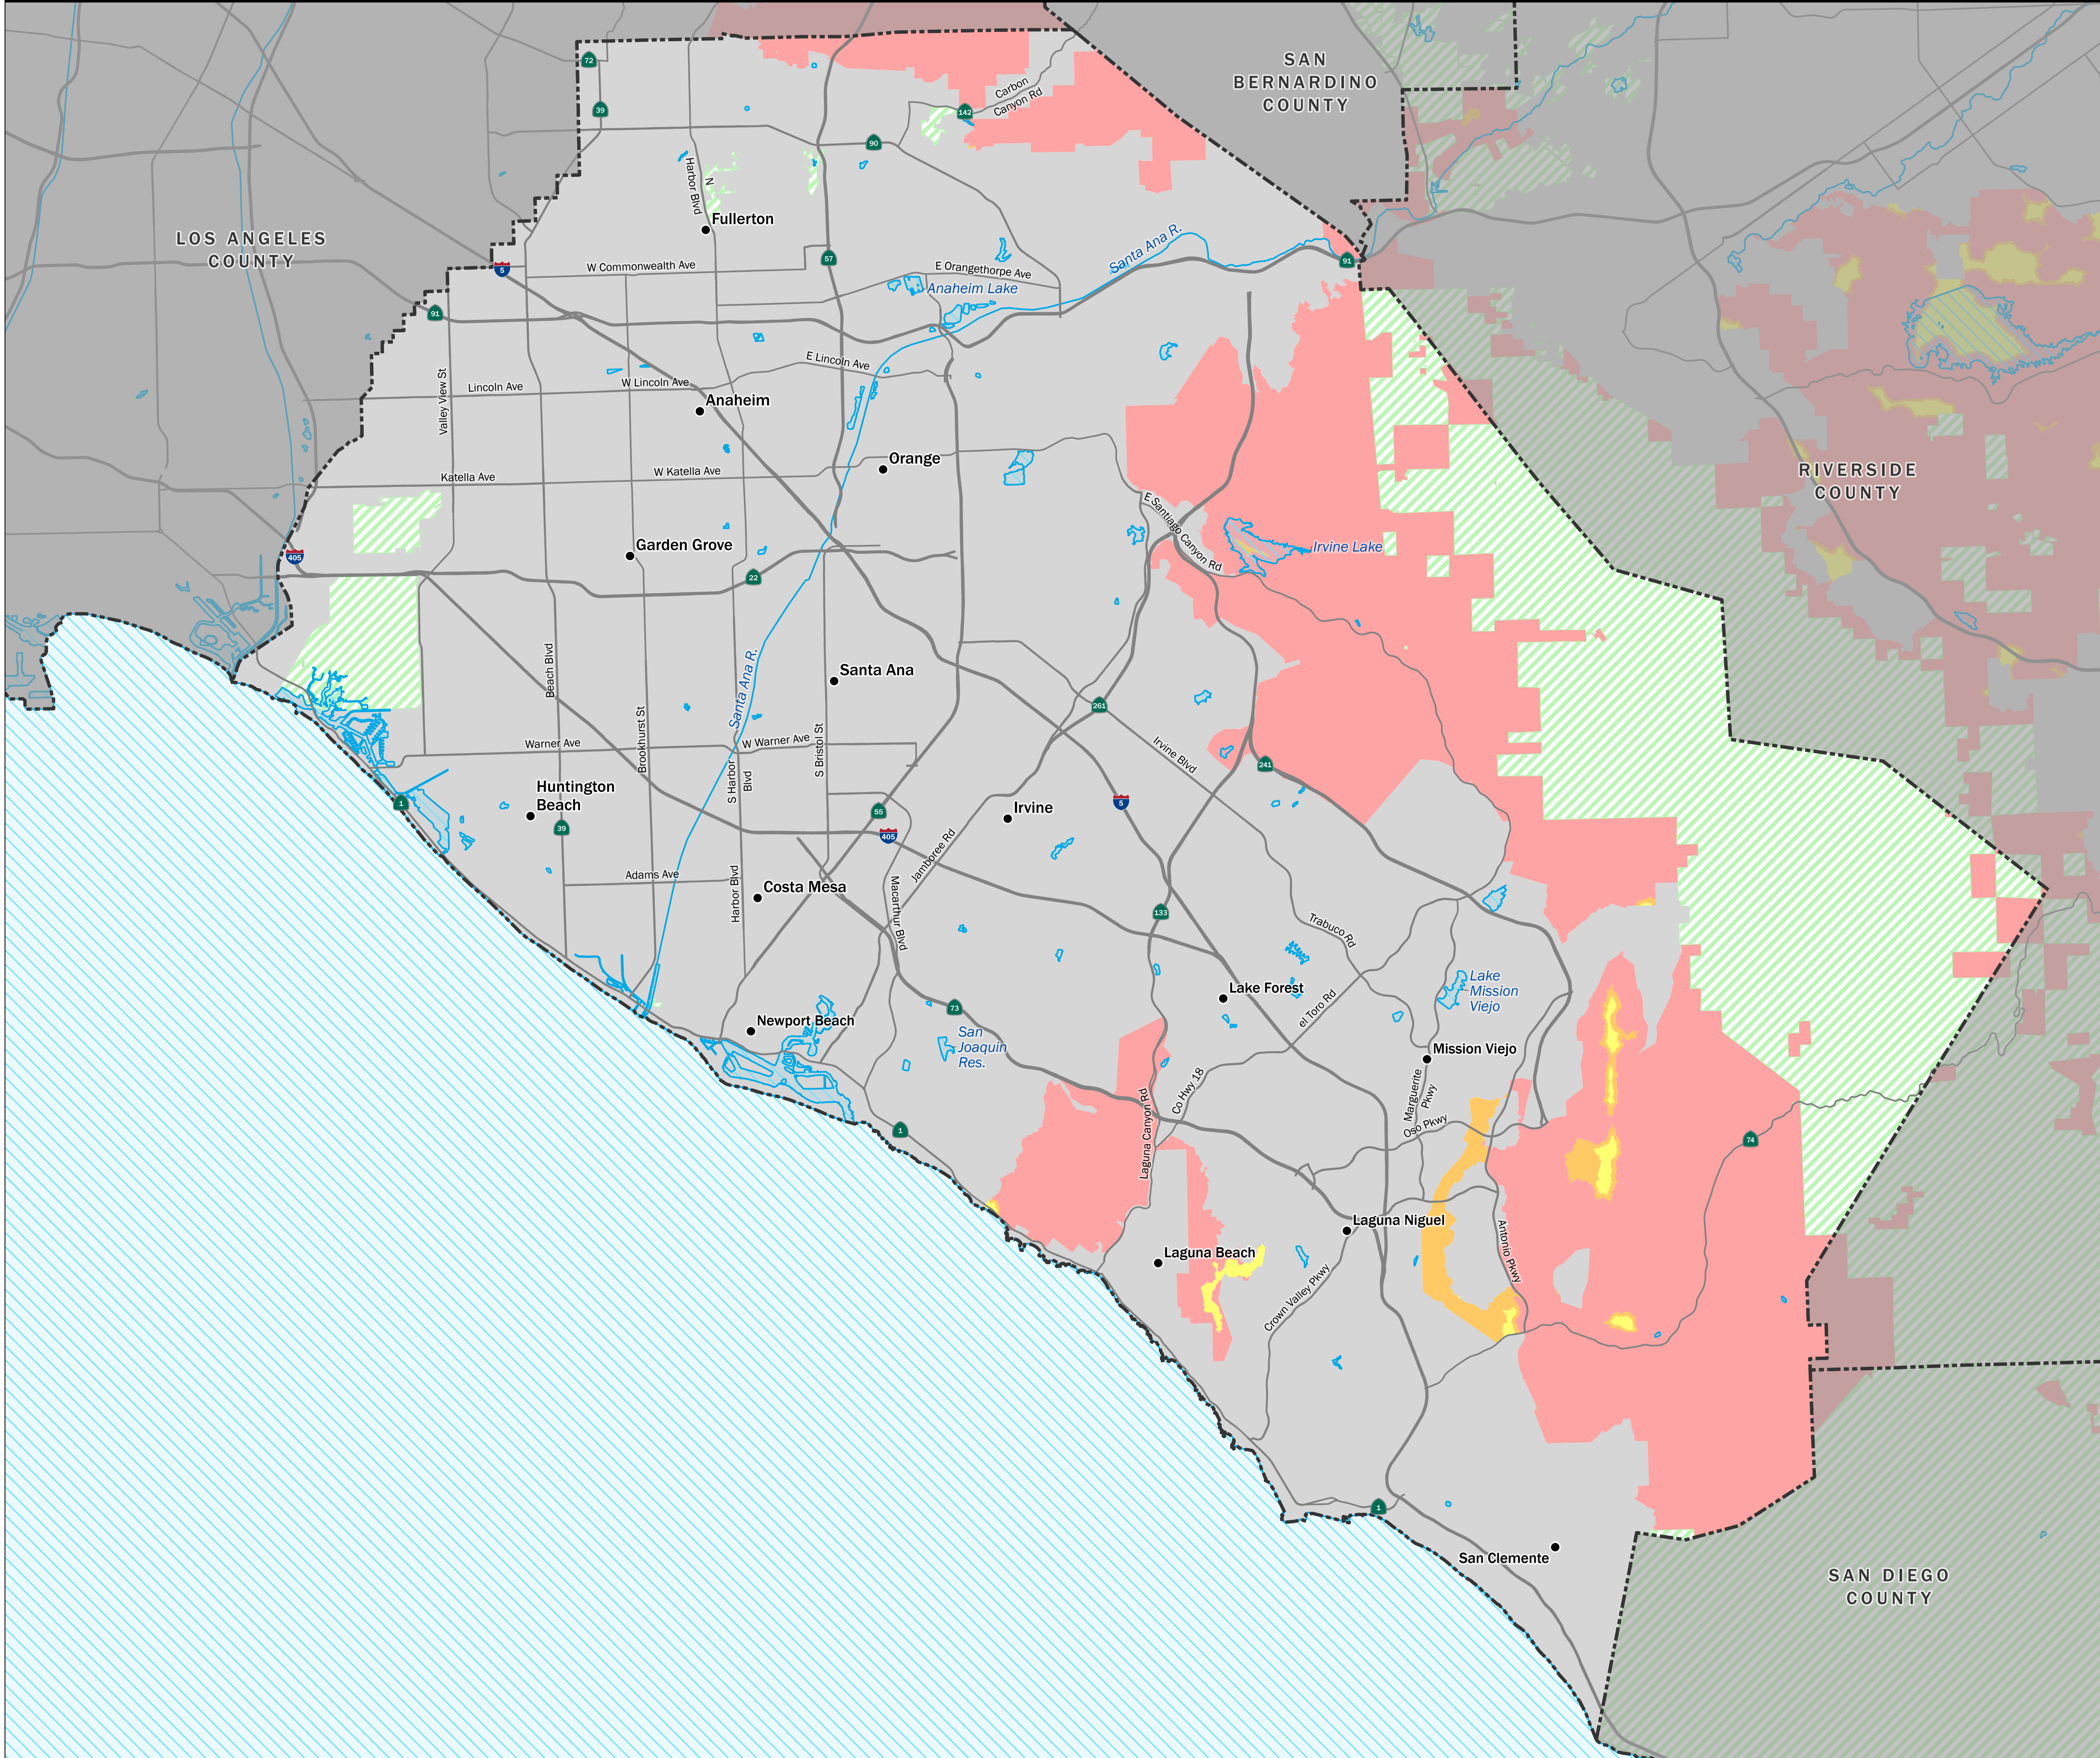 SAN
BERNARDINO
COUNTY
72
39
142
Carbon
Canyon Rd
90
N
Harbor Blvd
Fullerton
LOS ANGELES
COUNTY
5
W Commonwealth Ave
57
E Orangethorpe Ave
Santa Ana R.
91
Anaheim Lake
91
E Lincoln Ave
Valley View St
Lincoln Ave
W Lincoln Ave
Anaheim
Orange
Katella Ave
W Katella Ave
RIVERSIDE
COUNTY
E Santiago Canyon Rd
Garden Grove
Irvine Lake
405
22
Beach Blvd
Santa Ana
Santa Ana R.
Brookhurst St
261
Warner Ave
W Warner Ave
S Bristol St
Irvine Blvd
S Harbor
Blvd
241
Huntington
Beach
1
39
55
405
Irvine
5
Jamboree Rd
Adams Ave
Harbor Blvd
Costa Mesa
Macarthur Blvd
133
Trabuco Rd
Lake Forest
Lake
Mission
Viejo
73
el Toro Rd
Newport Beach
San
Joaquin
Res.
Mission Viejo
Marguerite
Pkwy
Co Hwy 18
Laguna Canyon Rd
Oso Pkwy
1
74
Laguna Niguel
Laguna Beach
Antonio Pkwy
Crown Valley Pkwy
1
San Clemente
SAN DIEGO
COUNTY